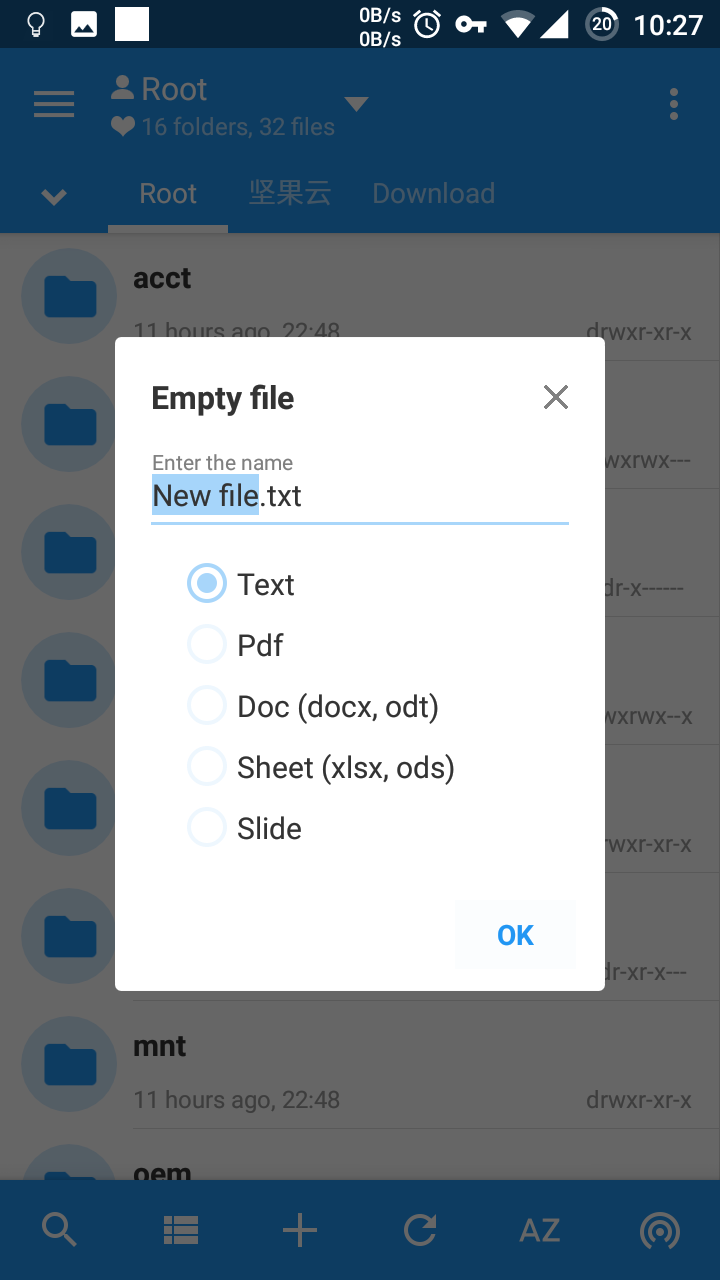 0B/s
0B/s
20
10:27
Root
16 folders, 32 files
Root 坚果云 Download
acct
11 hours ago, 22:48 drwxr-xr-x
Empty file
Enter the name
New file.txt
Text
Pdf
Doc (docx, odt)
Sheet (xlsx, ods)
Slide
OK
wxrwx---
dr-x------
wxrwx--x
rwxr-xr-x
dr-xr-x---
mnt
11 hours ago, 22:48 drwxr-xr-x
oem
AZ